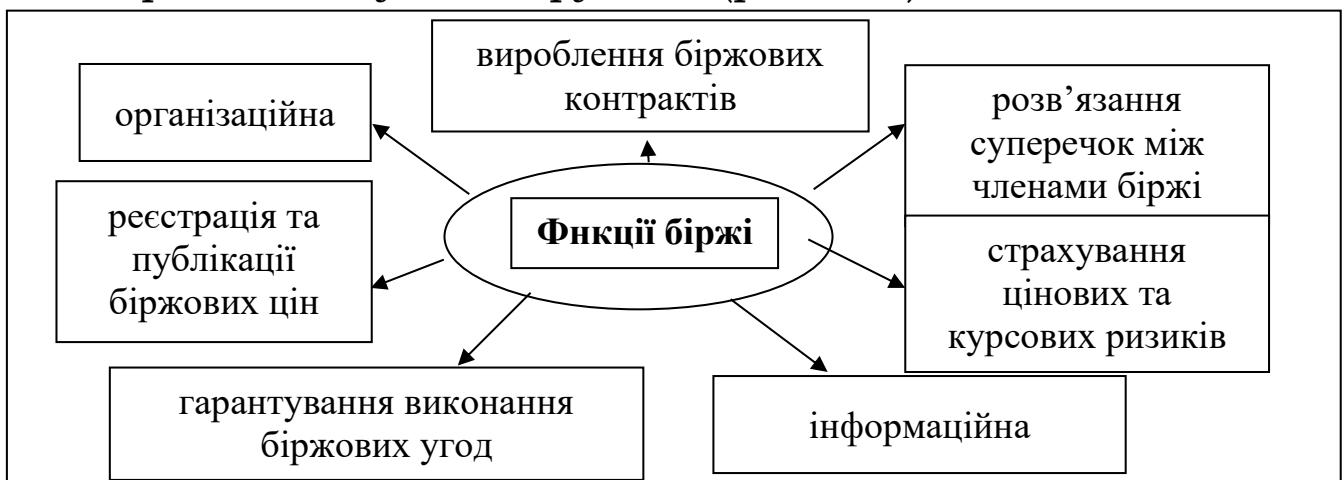 вироблення біржових
контрактів
організаційна
розв’язання
суперечок між
членами біржі
реєстрація та
публікації
біржових цін
Фнкції біржі
страхування
цінових та
курсових ризиків
гарантування виконання
біржових угод
інформаційна